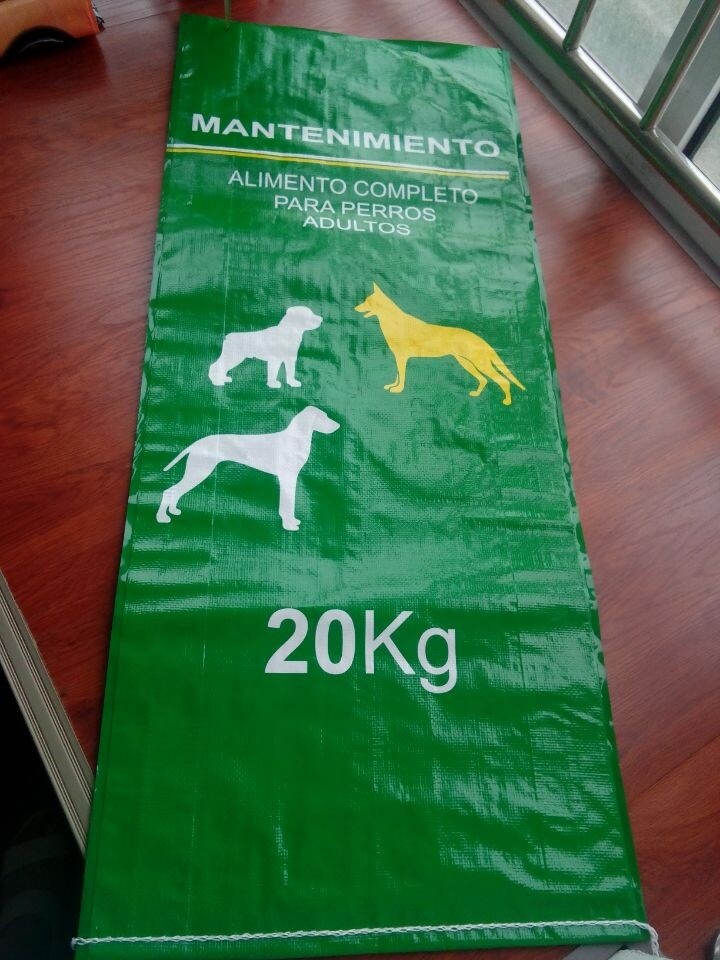 MANTENIMIENTO
ALIMENTO COMPLETO
PARA PERROS
ADULTOS
20Kg